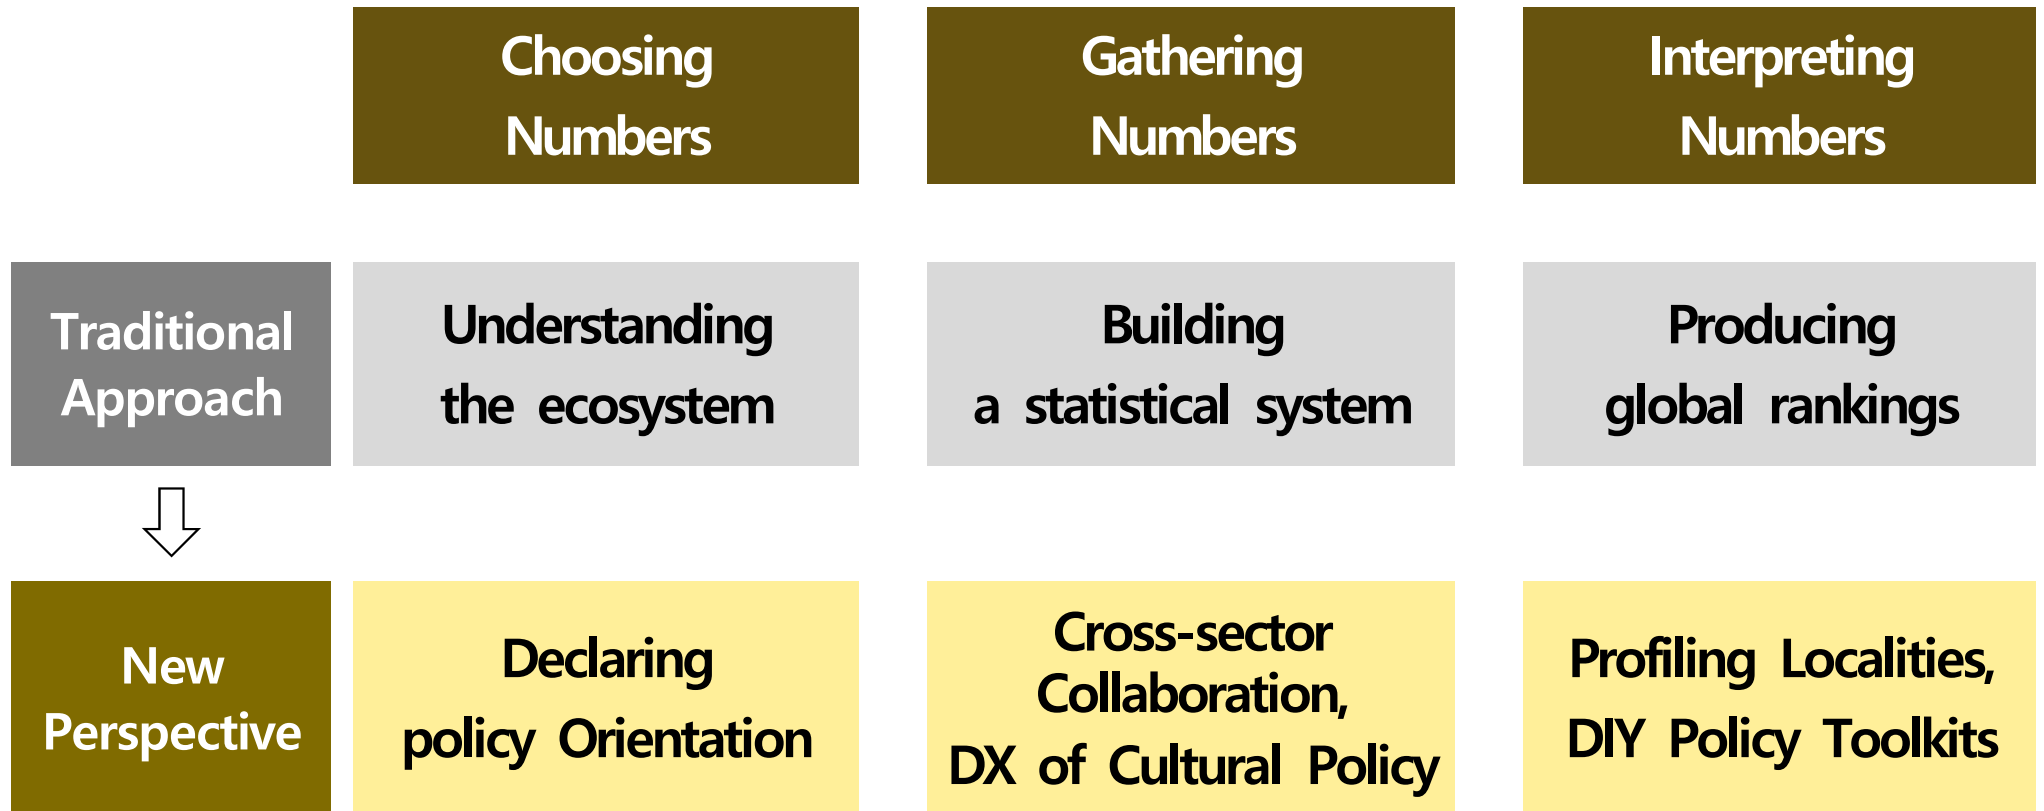 Choosing
Numbers
Gathering
Numbers
Interpreting
Numbers
Traditional
Approach
Understanding
the ecosystem
Building
a statistical system
Producing
global rankings
New
Perspective
Declaring
policy Orientation
Cross-sector
Collaboration,
DX of Cultural Policy
Profiling Localities,
DIY Policy Toolkits